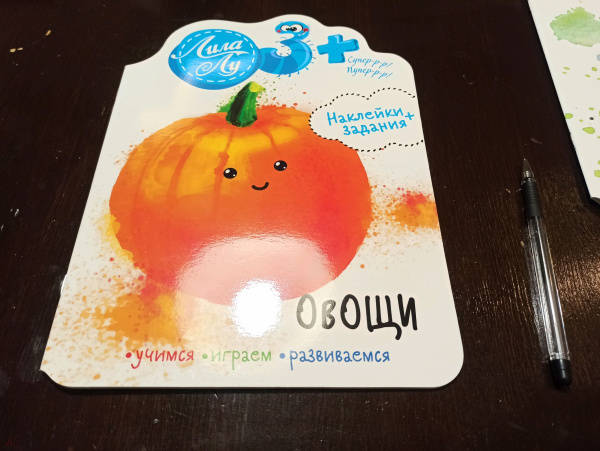 Лила
Лу
3+
Супер-р-р!
Пупер-р-р!
Наклейки+
задания
ОвОЩИ
•учимся •играем •развиваемся